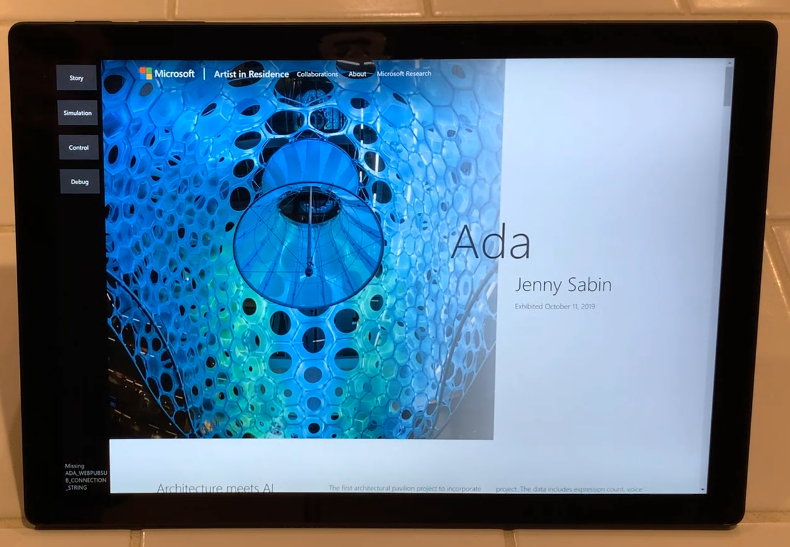 Story
Simulation
Control
Debug
Missing
ADA_WEBPUBSU
B_CONNECTION
_STRING
Microsoft | Artist in Residence Collaborations About Microsoft Research
Ada
Jenny Sabin
Exhibited October 11, 2019
Architecture meets AI
The first architectural pavilion project to incorporate
project. The data includes expression count, voice